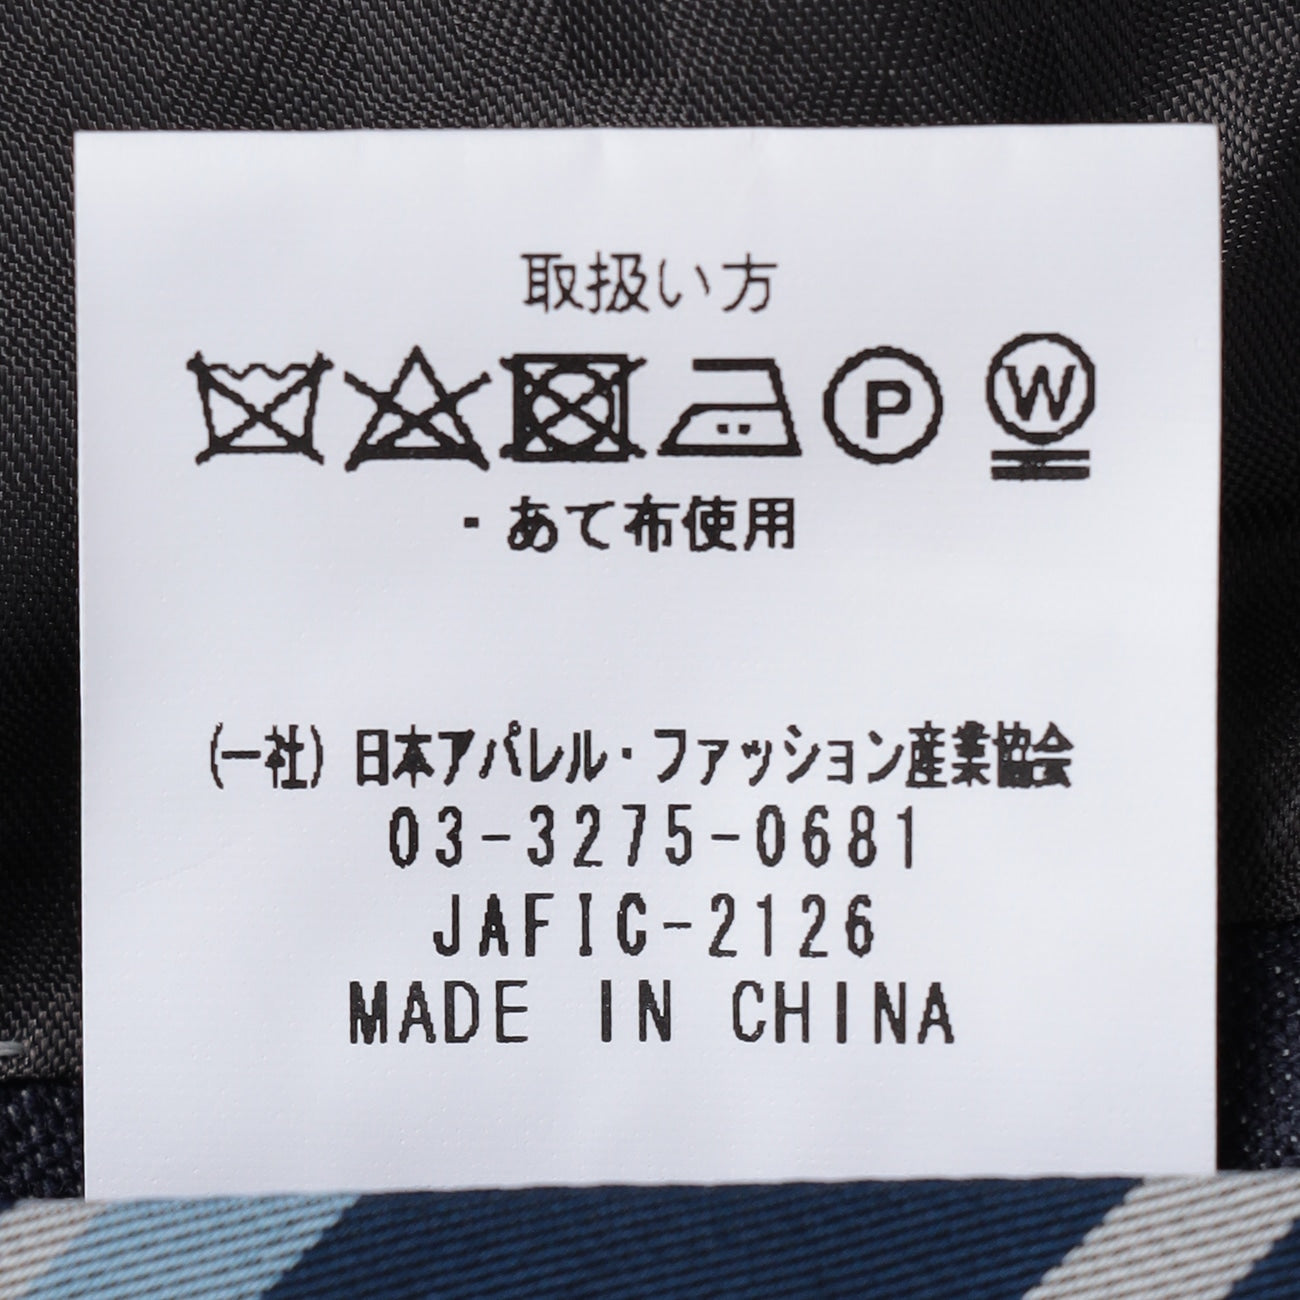 取扱い方
P W
・あて布使用
(一社) 日本アパレル・ファッション産業協会
03-3275-0681
JAFIC-2126
MADE IN CHINA